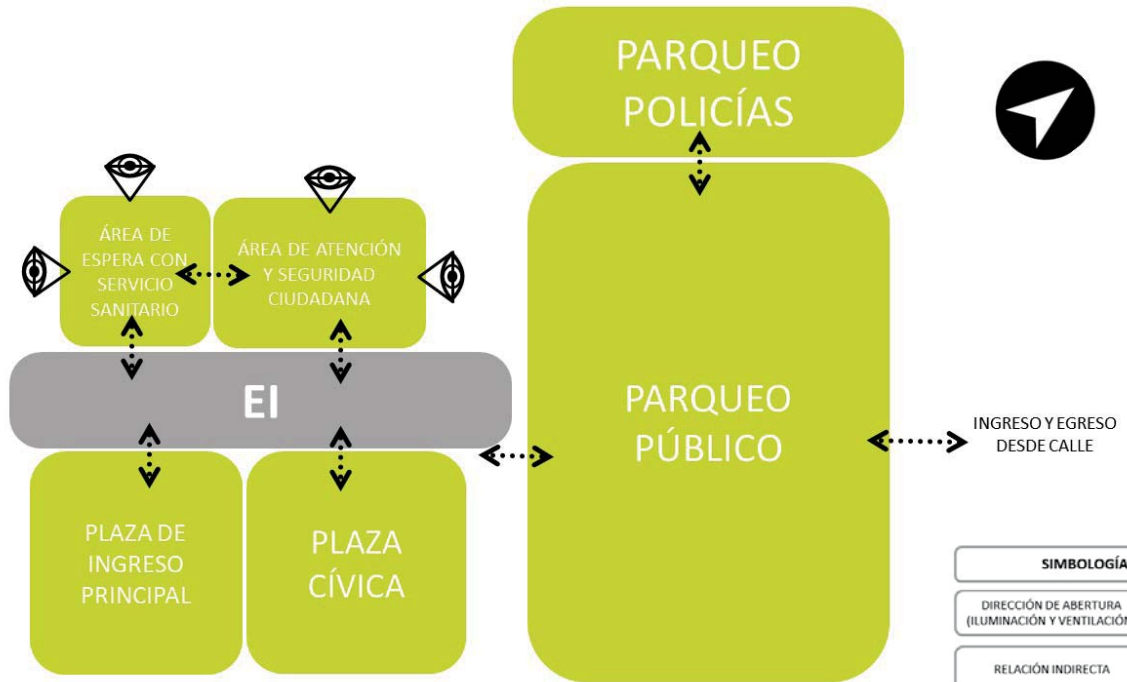 PARQUEO
POLICÍAS
ÁREA DE
ESPERA CON
SERVICIO
SANITARIO
ÁREA DE ATENCIÓN
Y SEGURIDAD
CIUDADANA
EI
PARQUEO
PÚBLICO
INGRESO Y EGRESO
DESDE CALLE
PLAZA DE
INGRESO
PRINCIPAL
PLAZA
CÍVICA
SIMBOLOGÍA
DIRECCIÓN DE ABERTURA
(ILUMINACIÓN Y VENTILACIÓN
RELACIÓN INDIRECTA